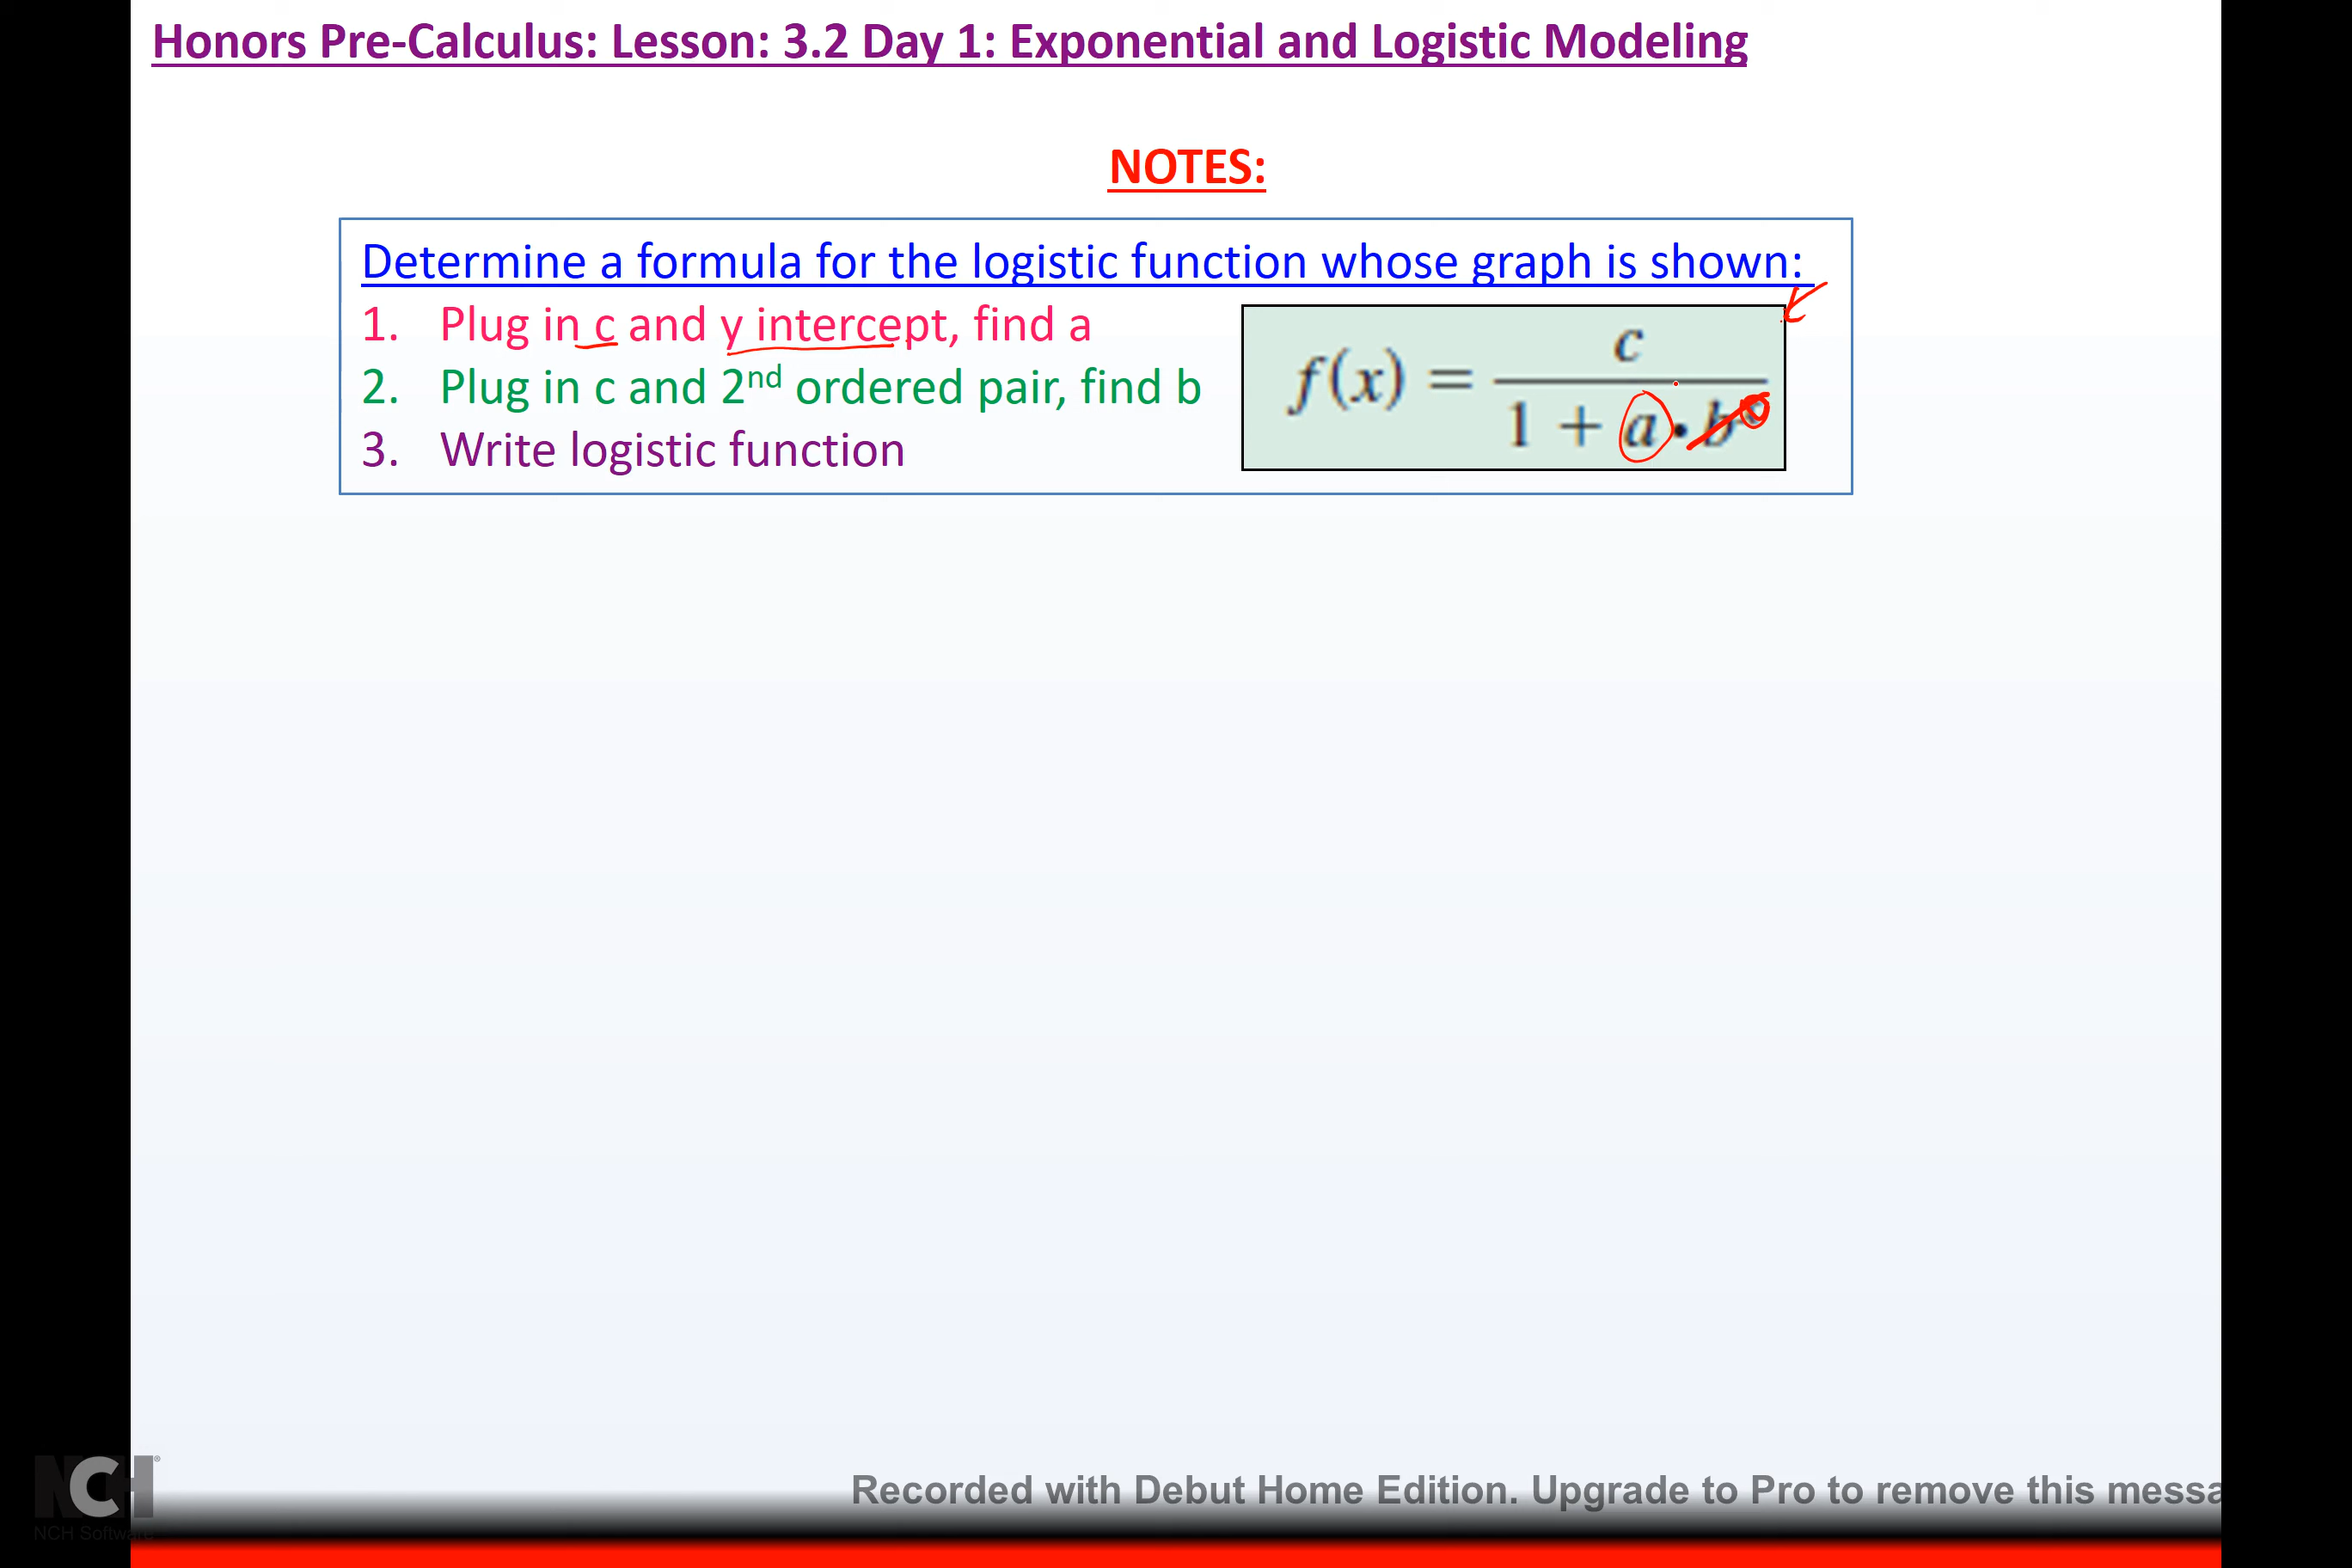 Honors Pre-Calculus: Lesson: 3.2 Day 1: Exponential and Logistic Modeling
NOTES:
Determine a formula for the logistic function whose graph is shown:
1. Plug in c and y intercept, find a
2. Plug in c and 2nd ordered pair, find b
3. Write logistic function
f(x) = c / (1 + a · b^x)
Recorded with Debut Home Edition. Upgrade to Pro to remove this messa
NCH®
NCH Software